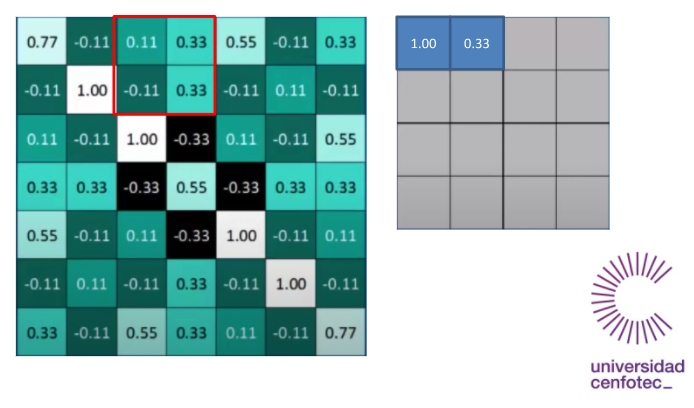 0.77 -0.11 0.11 0.33 0.55 -0.11 0.33
-0.11 1.00 -0.11 0.33 -0.11 0.11 -0.11
0.11 -0.11 1.00 -0.33 0.11 -0.11 0.55
0.33 0.33 -0.33 0.55 -0.33 0.33 0.33
0.55 -0.11 0.11 -0.33 1.00 -0.11 0.11
-0.11 0.11 -0.11 0.33 -0.11 1.00 -0.11
0.33 -0.11 0.55 0.33 0.11 -0.11 0.77
1.00 0.33
universidad
cenfotec_